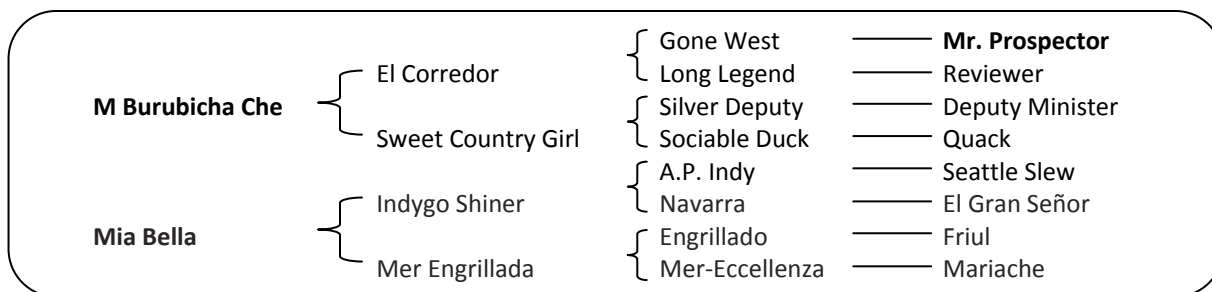 Gone West Mr. Prospector
El Corredor
Long Legend Reviewer
M Burubicha Che
Silver Deputy Deputy Minister
Sweet Country Girl
Sociable Duck Quack
A.P. Indy Seattle Slew
Indygo Shiner
Navarra El Gran Señor
Mia Bella
Engrillado Friul
Mer Engrillada
Mer-Eccellenza Mariache